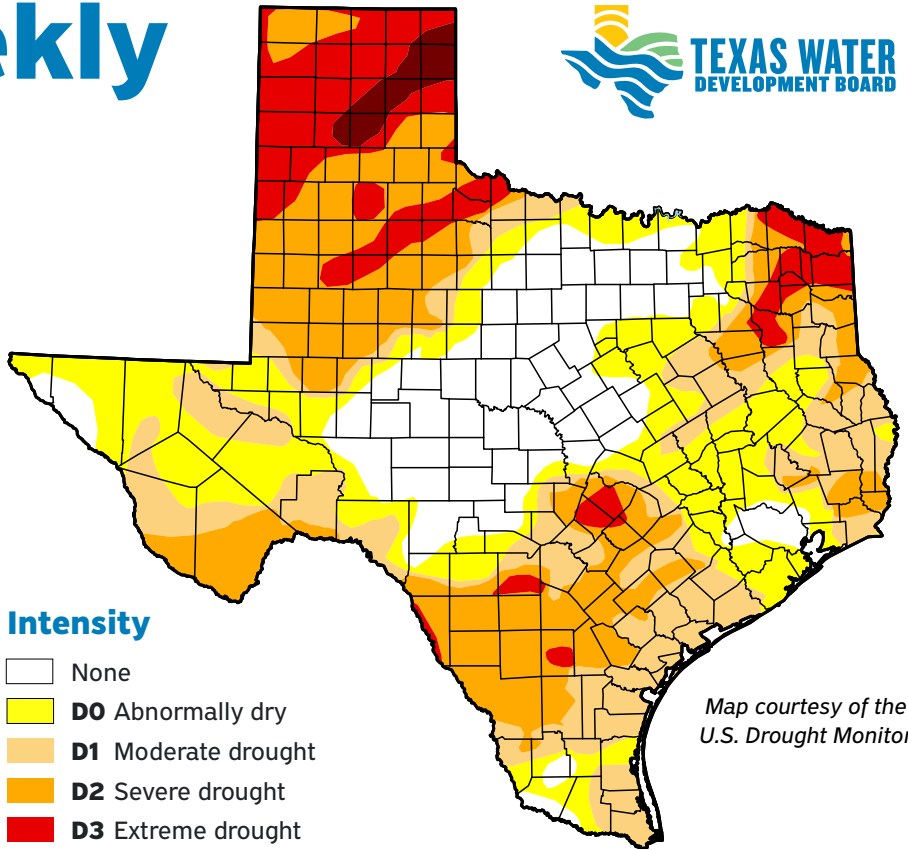 ekly
TEXAS WATER
DEVELOPMENT BOARD
Intensity
None
D0 Abnormally dry
D1 Moderate drought
D2 Severe drought
D3 Extreme drought
Map courtesy of the
U.S. Drought Monitor